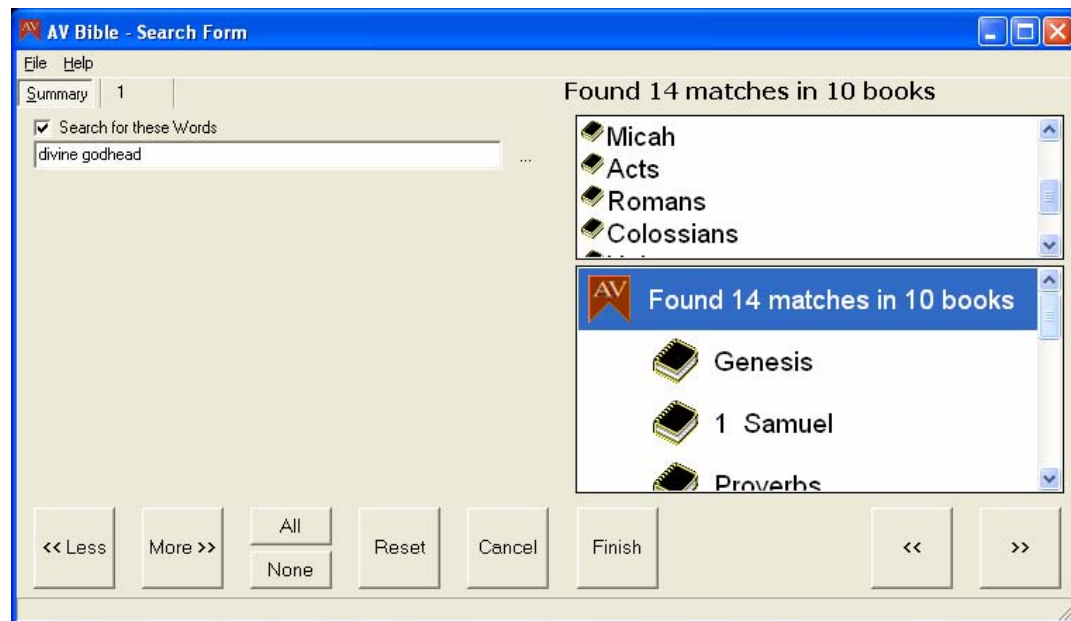 AV AV Bible - Search Form
File Help
Summary 1
Found 14 matches in 10 books
Search for these Words
divine godhead
...
Micah
Acts
Romans
Colossians
AV Found 14 matches in 10 books
Genesis
1 Samuel
Proverbs
<< Less
More >>
All
None
Reset
Cancel
Finish
<<
>>